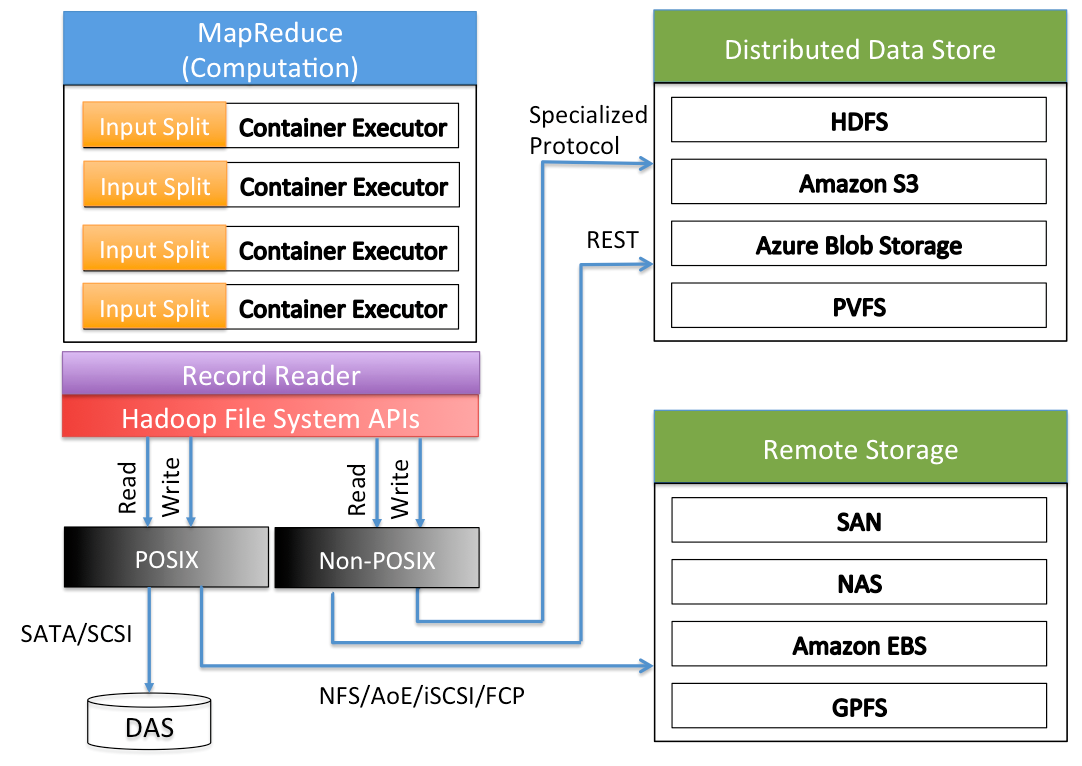 MapReduce
(Computation)
Input Split Container Executor
Input Split Container Executor
Input Split Container Executor
Input Split Container Executor
Record Reader
Hadoop File System APIs
Read
Write
Read
Write
POSIX
Non-POSIX
SATA/SCSI
DAS
NFS/AoE/iSCSI/FCP
Specialized
Protocol
REST
Distributed Data Store
HDFS
Amazon S3
Azure Blob Storage
PVFS
Remote Storage
SAN
NAS
Amazon EBS
GPFS